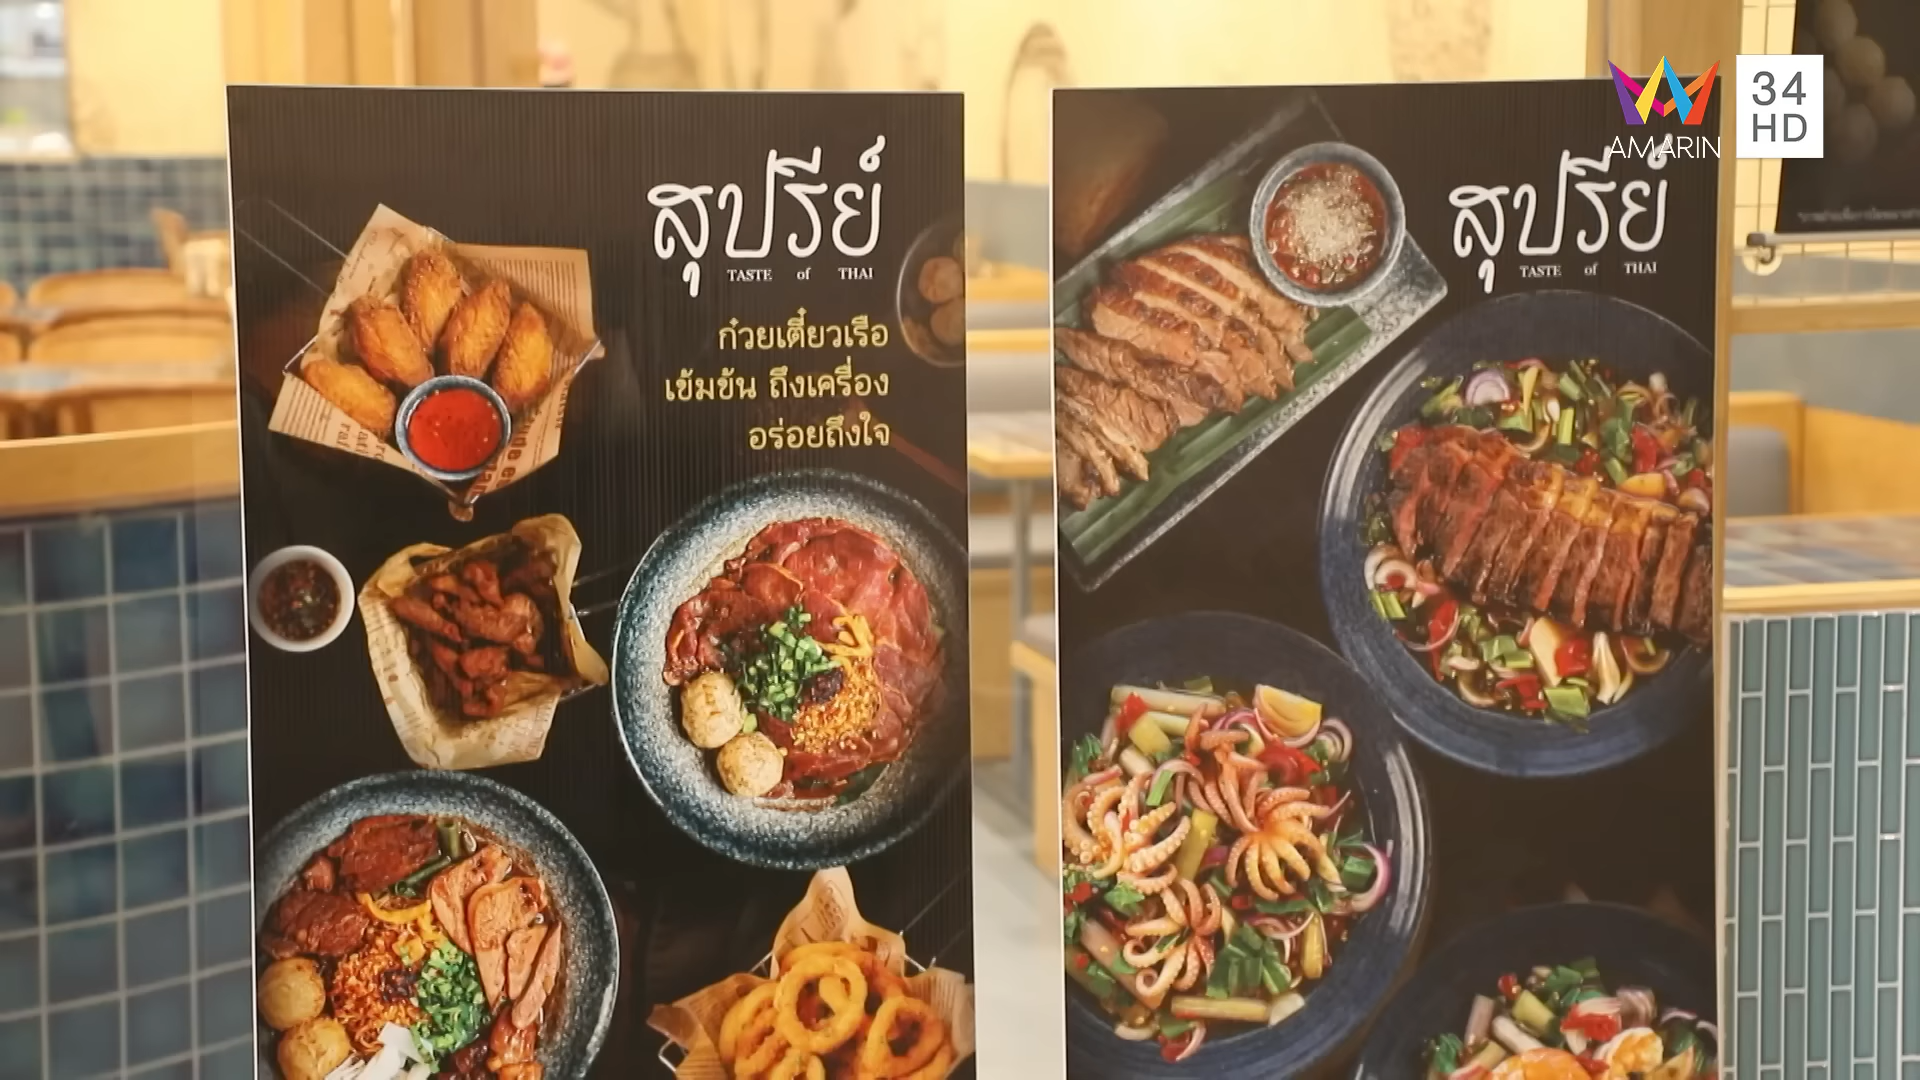 สุปรีย์
TASTE of THAI
ก๋วยเตี๋ยวเรือ
เข้มข้น ถึงเครื่อง
อร่อยถึงใจ
สุปรีย์
TASTE of THAI
AMARIN
34
HD